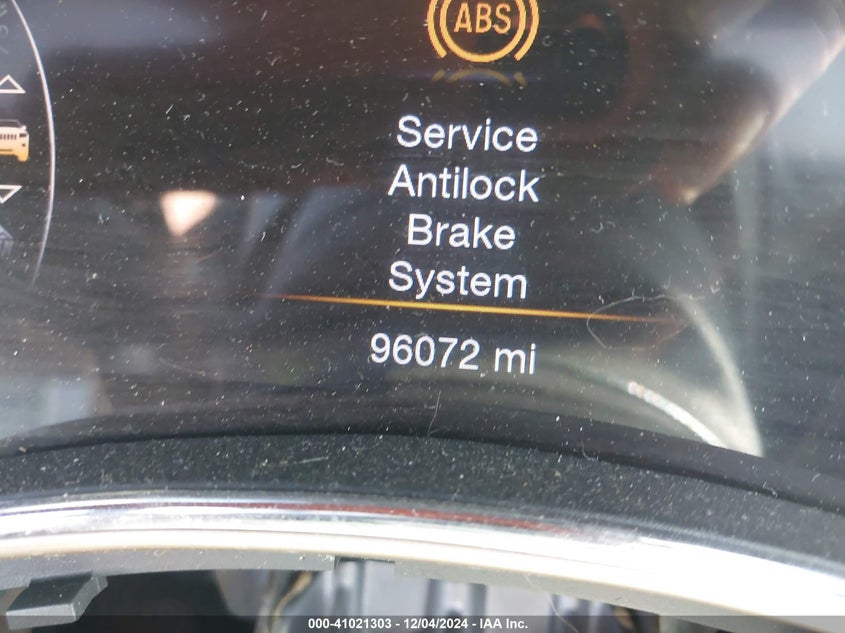 ABS
Service
Antilock
Brake
System
96072 mi
000-41021303 - 12/04/2024 - IAA Inc.